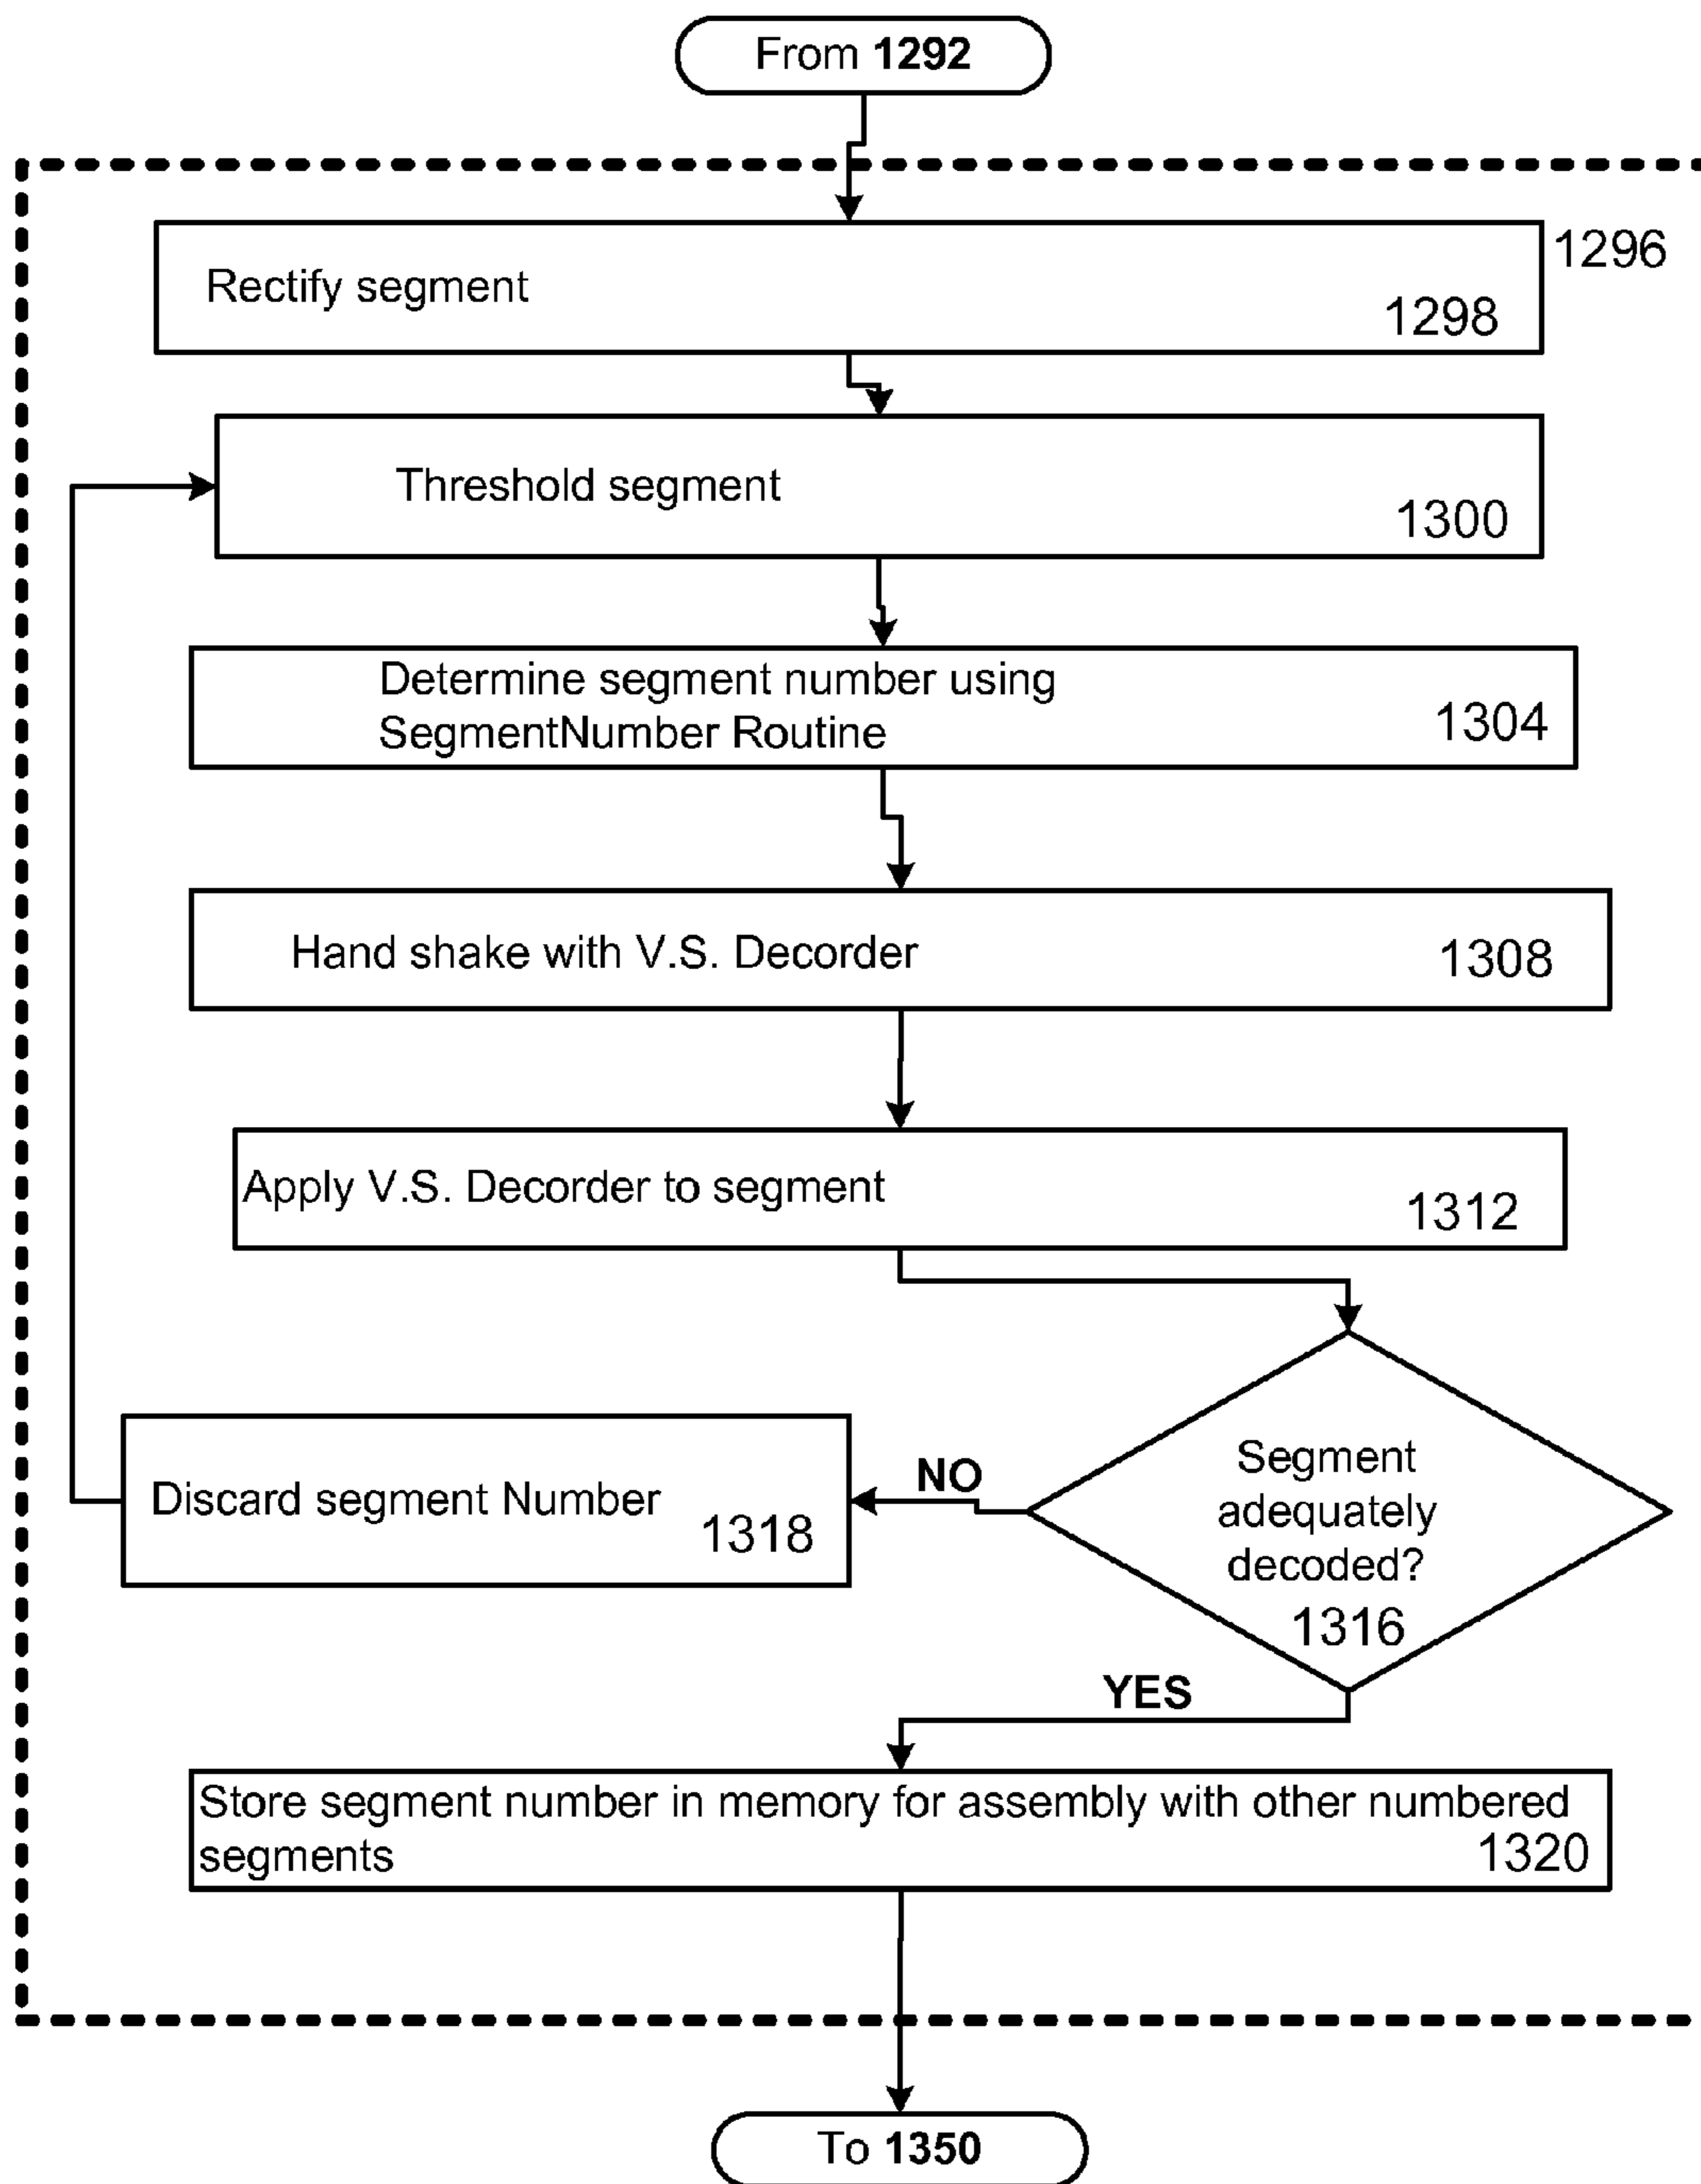 From 1292
1296
Rectify segment
1298
Threshold segment
1300
Determine segment number using
SegmentNumber Routine
1304
Hand shake with V.S. Decorder
1308
Apply V.S. Decorder to segment
1312
Segment
adequately
decoded?
1316
NO
Discard segment Number
1318
YES
Store segment number in memory for assembly with other numbered
segments
1320
To 1350